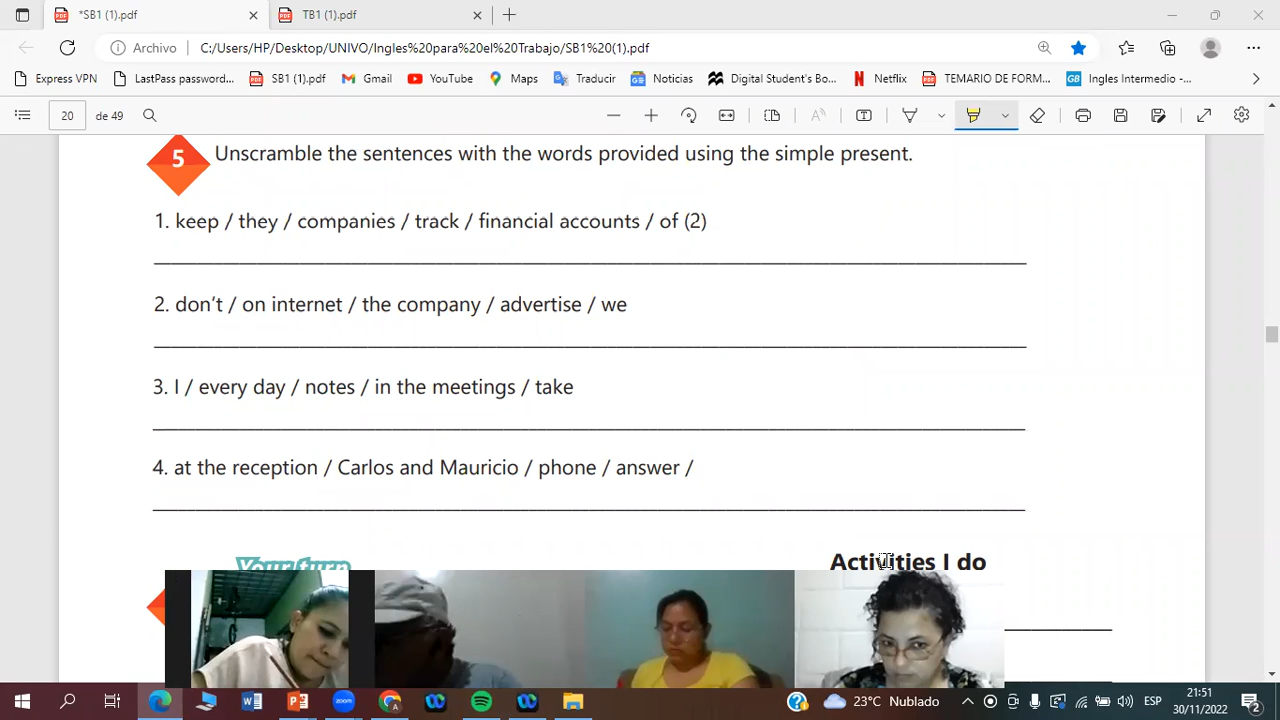 *SB1 (1).pdf
TB1 (1).pdf
Archivo
C:/Users/HP/Desktop/UNIVO/Ingles%20para%20el%20Trabajo/SB1%20(1).pdf
Express VPN
LastPass password...
SB1 (1).pdf
Gmail
YouTube
Maps
Traducir
Noticias
Digital Student's Bo...
Netflix
TEMARIO DE FORM...
Ingles Intermedio -...
20
de 49
5
Unscramble the sentences with the words provided using the simple present.
1. keep / they / companies / track / financial accounts / of (2)
2. don't / on internet / the company / advertise / we
3. I / every day / notes / in the meetings / take
4. at the reception / Carlos and Mauricio / phone / answer /
Your turn
Activities I do
23°C Nublado
ESP
21:51
30/11/2022
2